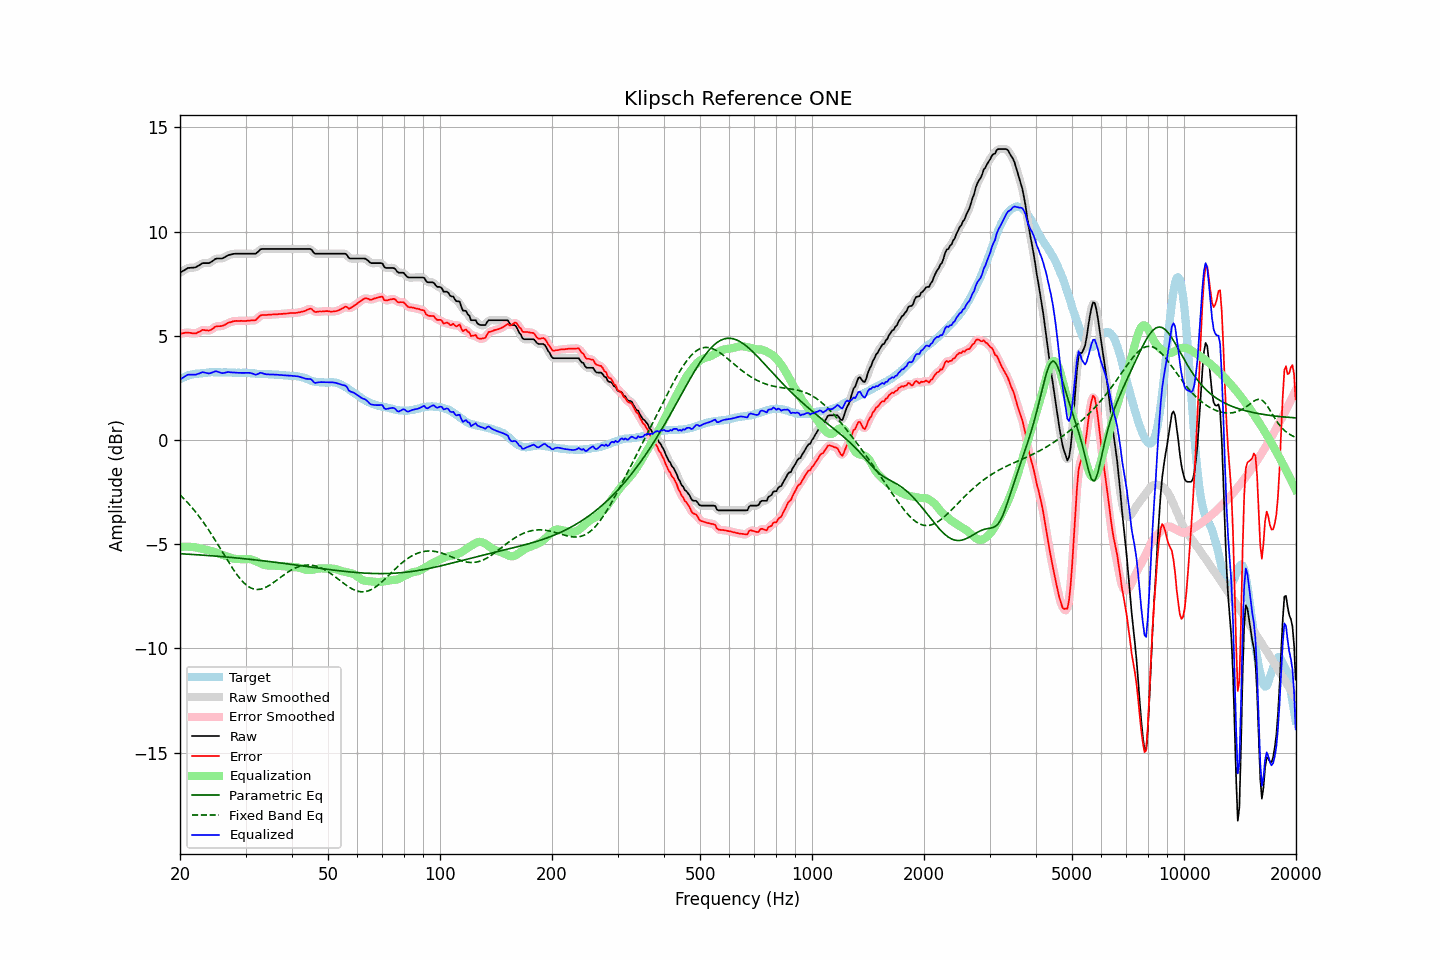 Klipsch Reference ONE
15
10
5
0
−5
−10
−15
Amplitude (dBr)
Target
Raw Smoothed
Error Smoothed
Raw
Error
Equalization
Parametric Eq
Fixed Band Eq
Equalized
20 50 100 200 500 1000 2000 5000 10000 20000
Frequency (Hz)